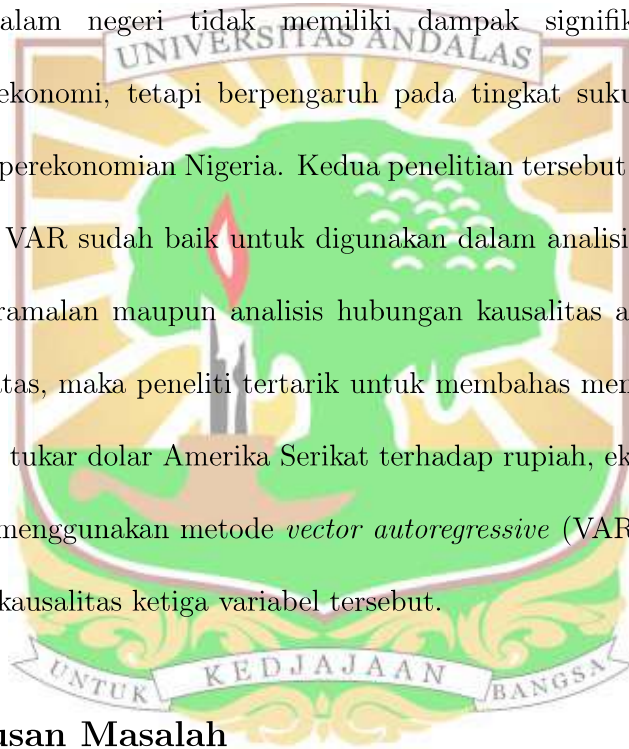 alam negeri tidak memiliki dampak signifik
UNIVERSITAS ANDALAS
ekonomi, tetapi berpengaruh pada tingkat suku
perekonomian Nigeria. Kedua penelitian tersebut
VAR sudah baik untuk digunakan dalam analisi
ramalan maupun analisis hubungan kausalitas a
tas, maka peneliti tertarik untuk membahas men
tukar dolar Amerika Serikat terhadap rupiah, ek
menggunakan metode vector autoregressive (VAR
kausalitas ketiga variabel tersebut.
UNTUK KEDJAJAAN BANGSA
usan Masalah